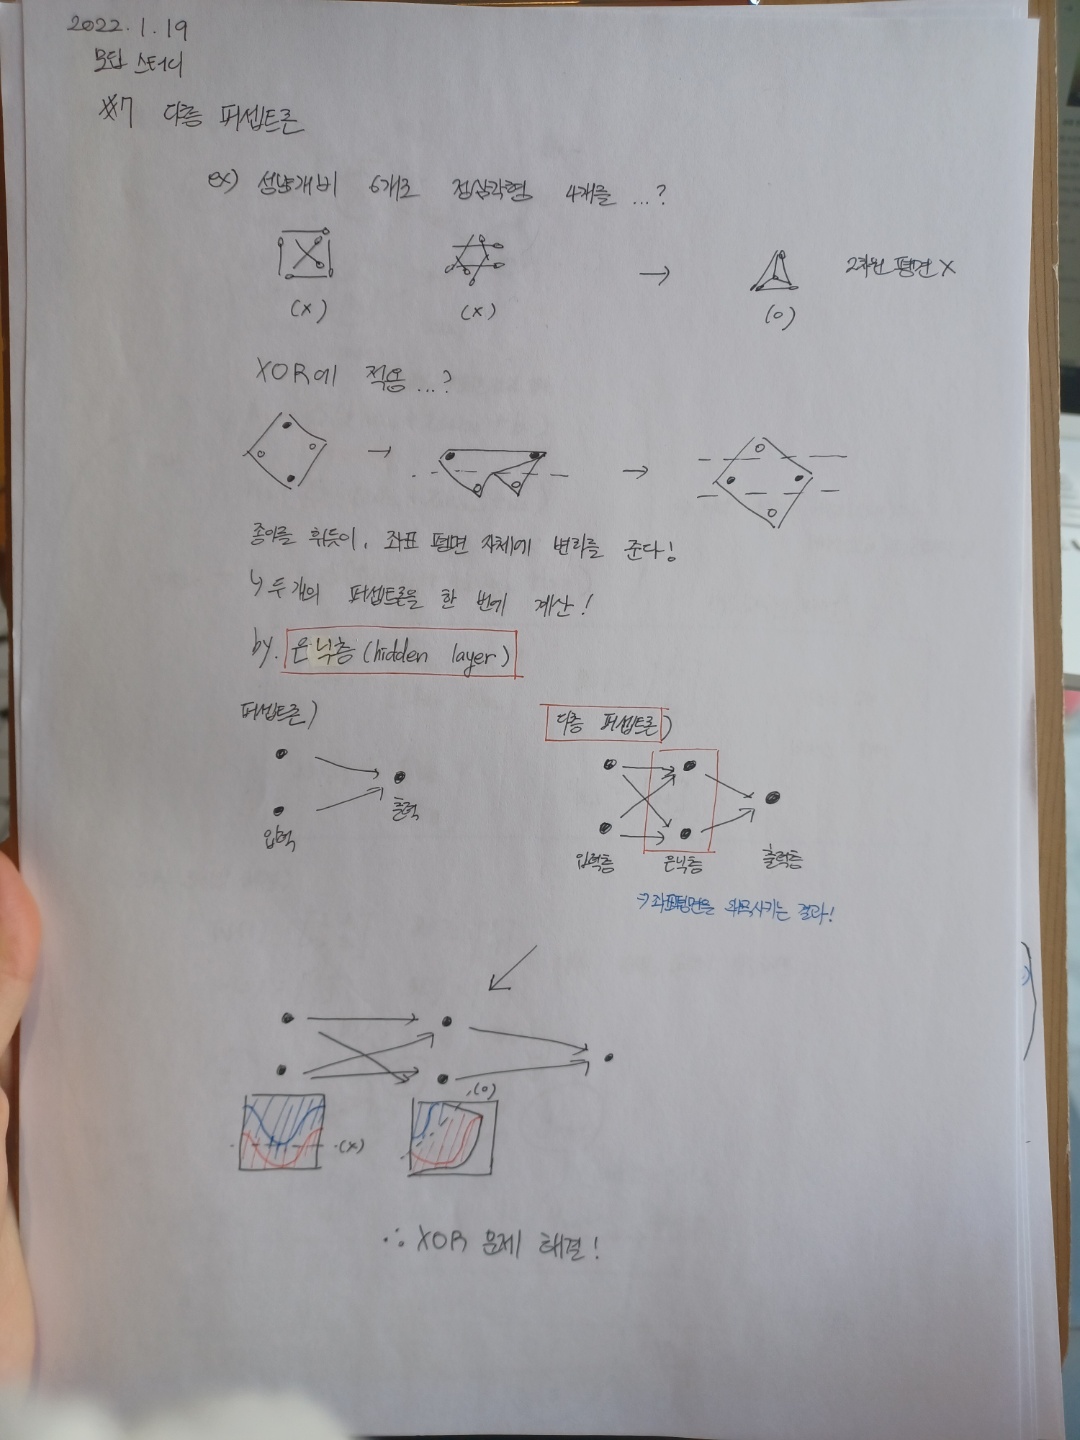 2022.1.19
모딥 스터디
#7 다층 퍼셉트론
ex) 성냥개비 6개로 정삼각형 4개를 ...?
(X) (X) → (O) 2차원 평면 X
XOR에 적용 ...?
종이를 휘듯이, 좌표 평면 자체에 변화를 준다!
↳ 두 개의 퍼셉트론을 한 번에 계산!
by. 은닉층 (hidden layer)
퍼셉트론) 다층 퍼셉트론)
입력 출력
입력층 은닉층 출력층
→ 좌표평면을 왜곡시키는 결과!
(X) (O)
∴ XOR 문제 해결!